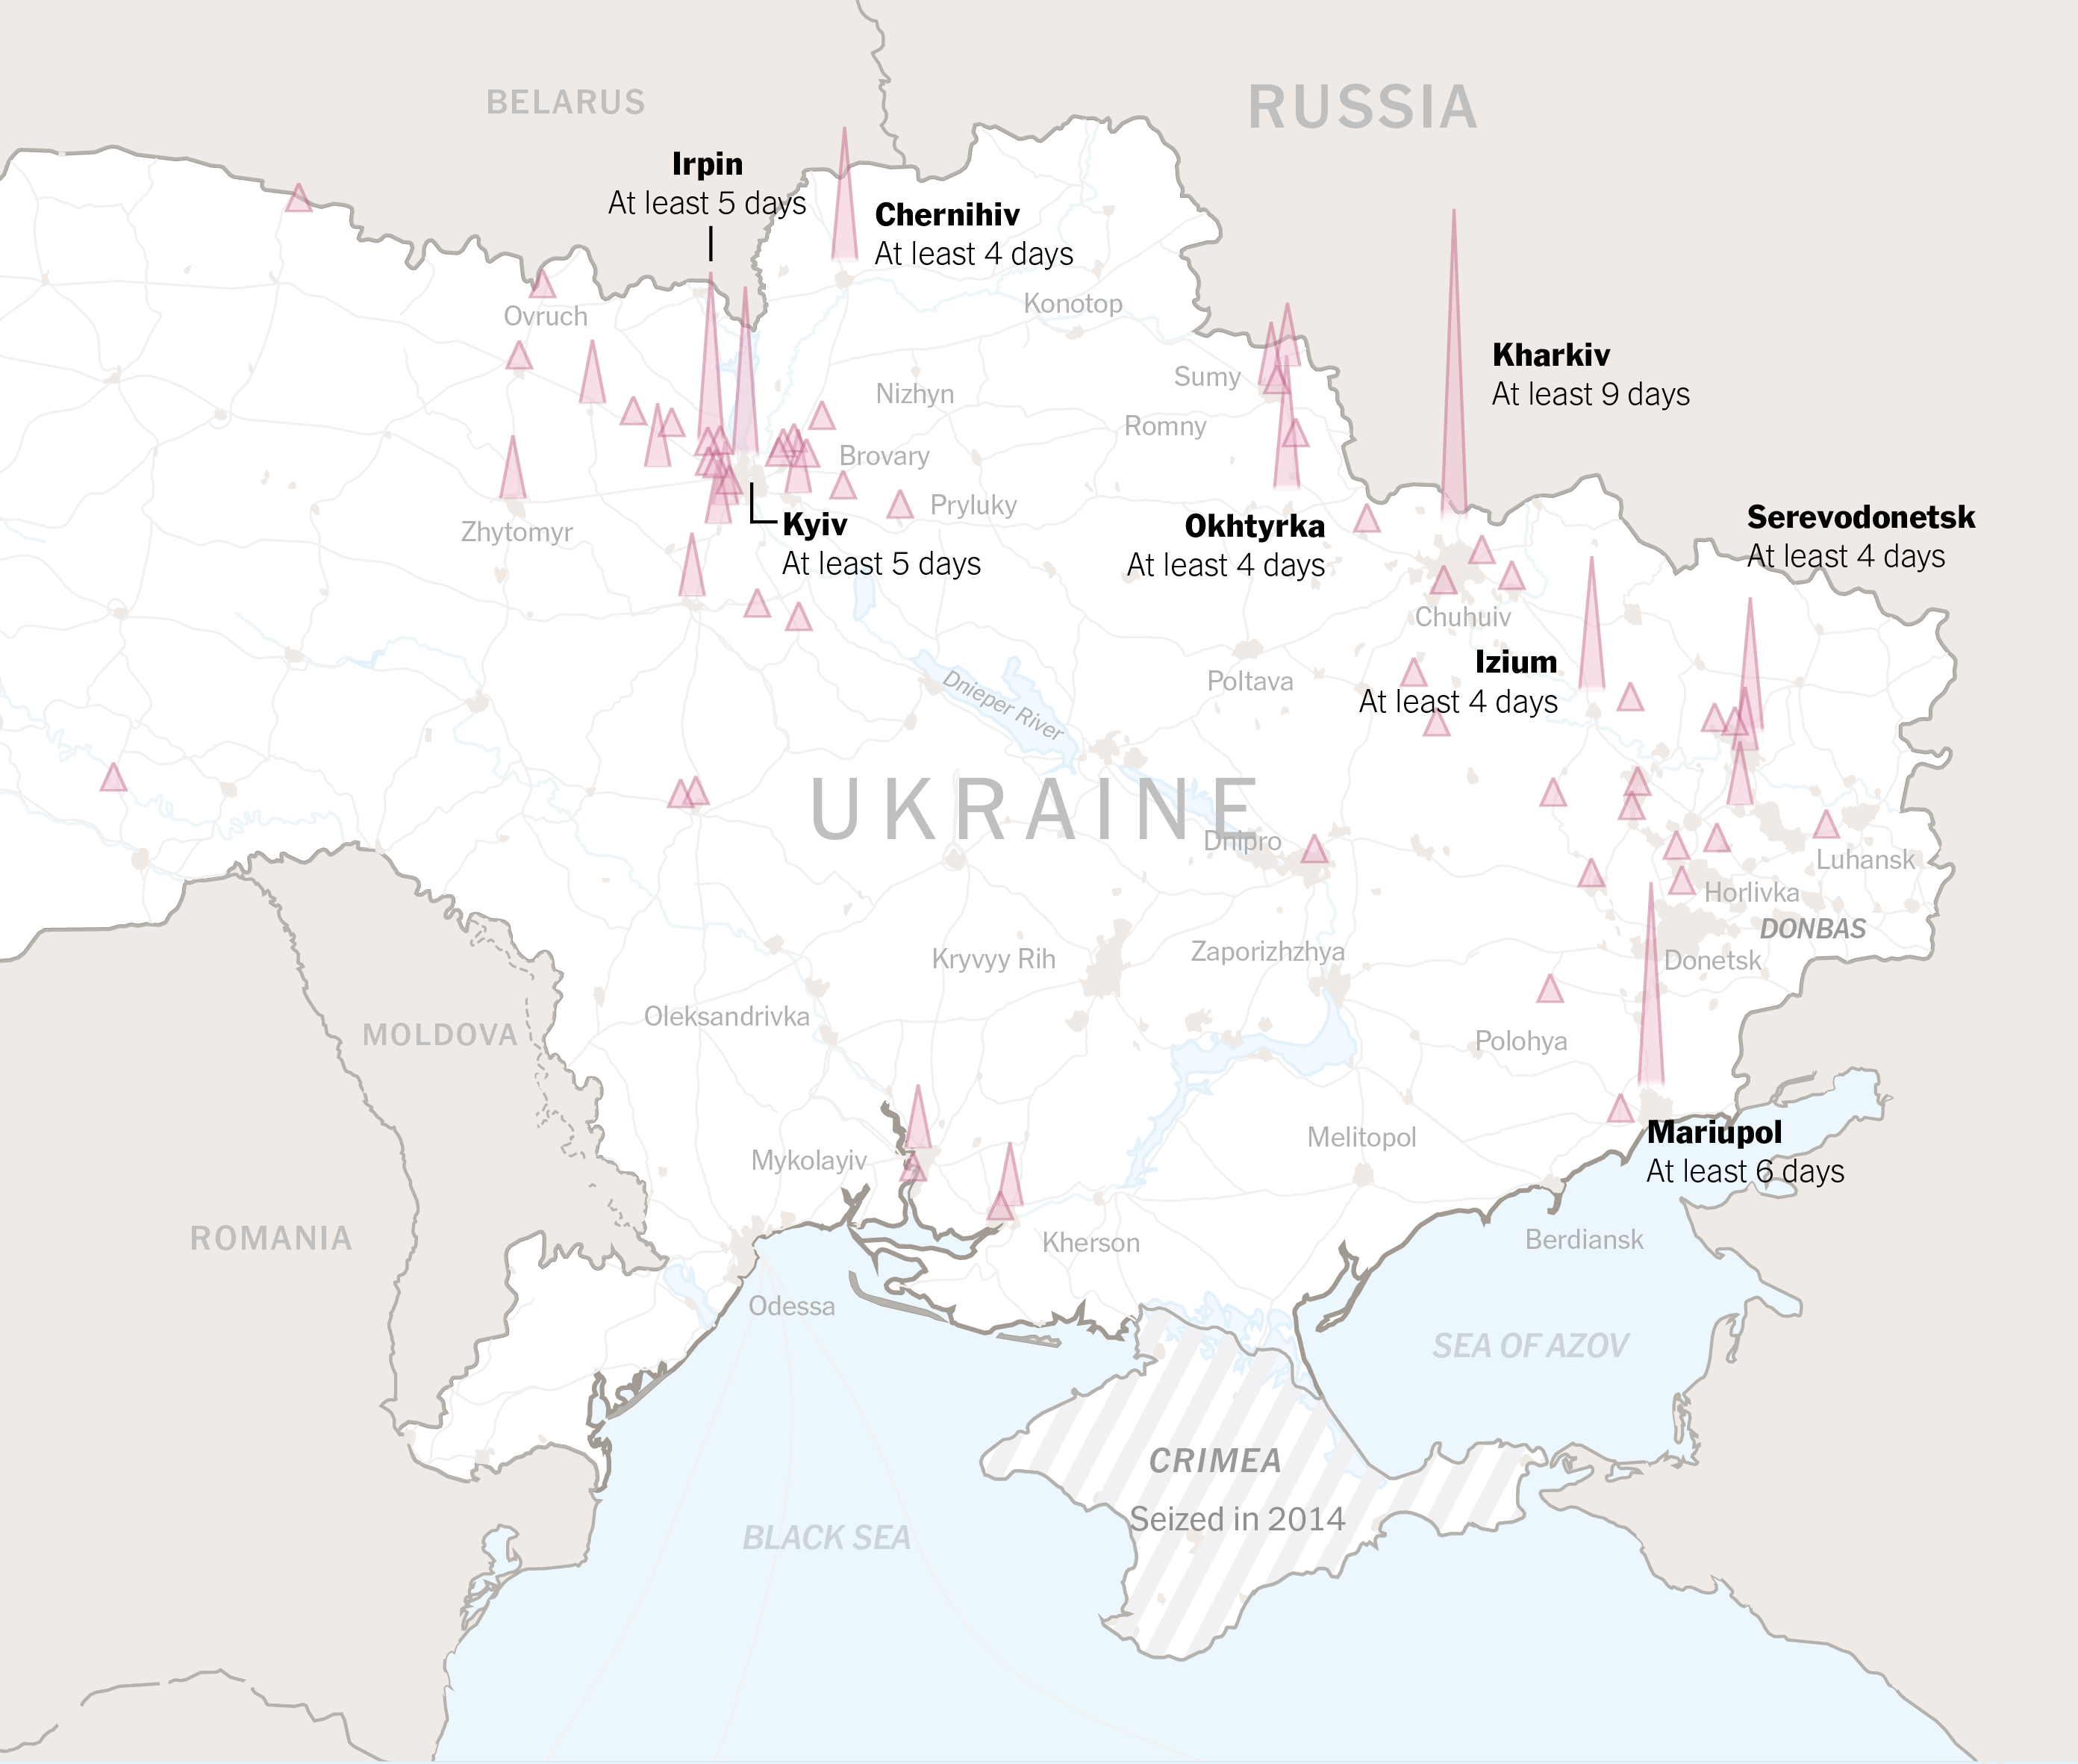 BELARUS
RUSSIA
Irpin
At least 5 days
Chernihiv
At least 4 days
Ovruch
Konotop
Kharkiv
At least 9 days
Nizhyn
Sumy
Romny
Brovary
Pryluky
Zhytomyr
Kyiv
At least 5 days
Okhtyrka
At least 4 days
Serevodonetsk
At least 4 days
Chuhuiv
Izium
At least 4 days
Poltava
Dnieper River
UKRAINE
Dnipro
Luhansk
Horlivka
DONBAS
Kryvyy Rih
Zaporizhzhya
Donetsk
Oleksandrivka
MOLDOVA
Polohya
Mykolayiv
Melitopol
Mariupol
At least 6 days
ROMANIA
Kherson
Berdiansk
Odessa
SEA OF AZOV
CRIMEA
Seized in 2014
BLACK SEA